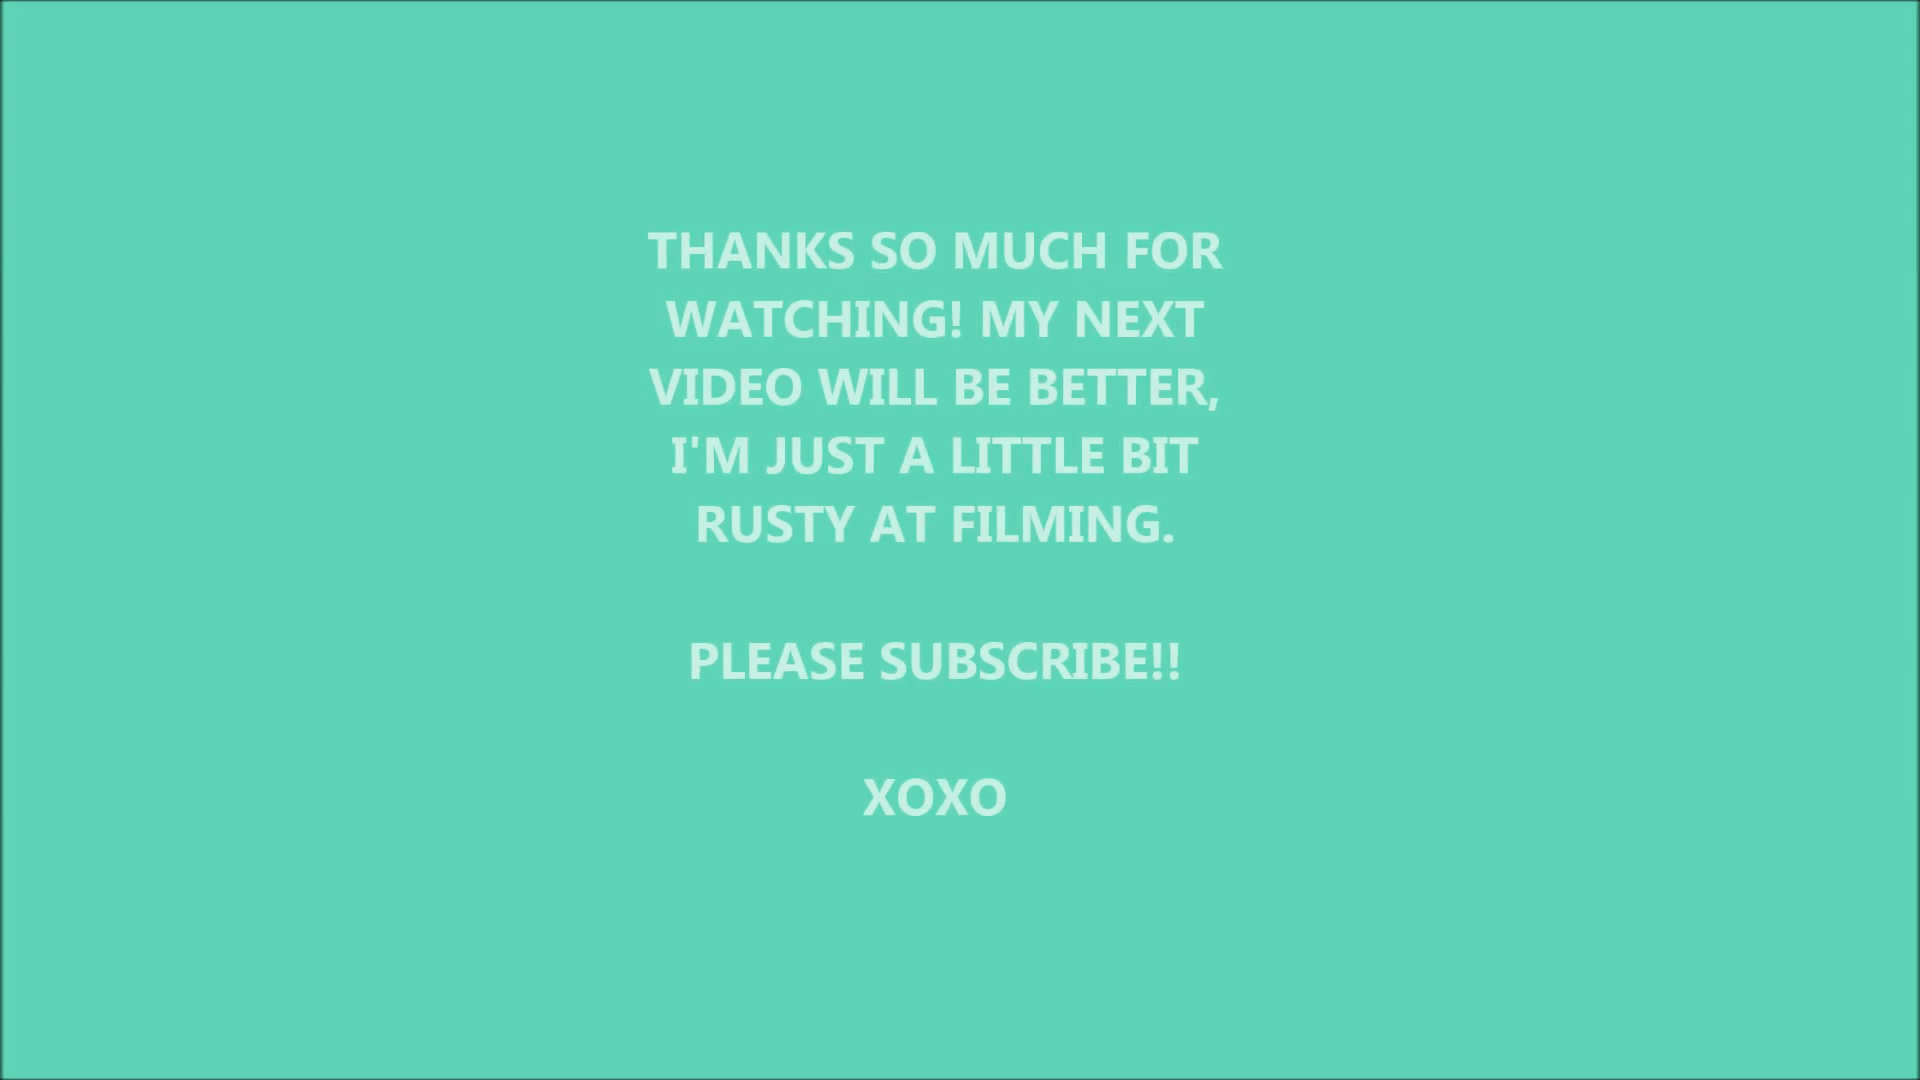 THANKS SO MUCH FOR
WATCHING! MY NEXT
VIDEO WILL BE BETTER,
I'M JUST A LITTLE BIT
RUSTY AT FILMING.
PLEASE SUBSCRIBE!!
XOXO